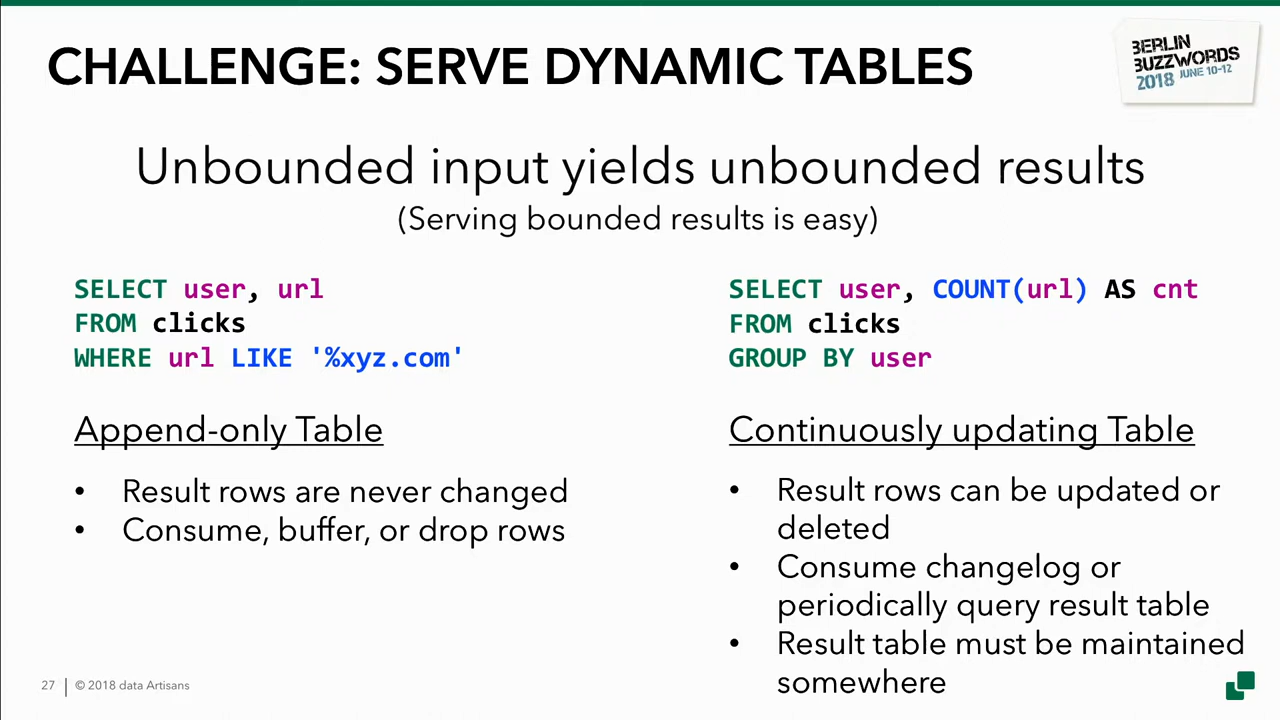 CHALLENGE: SERVE DYNAMIC TABLES
BERLIN
BUZZWORDS
2018 JUNE 10-12
Unbounded input yields unbounded results
(Serving bounded results is easy)
SELECT user, url
FROM clicks
WHERE url LIKE '%xyz.com'
Append-only Table
• Result rows are never changed
• Consume, buffer, or drop rows
SELECT user, COUNT(url) AS cnt
FROM clicks
GROUP BY user
Continuously updating Table
• Result rows can be updated or
deleted
• Consume changelog or
periodically query result table
• Result table must be maintained
somewhere
27 © 2018 data Artisans